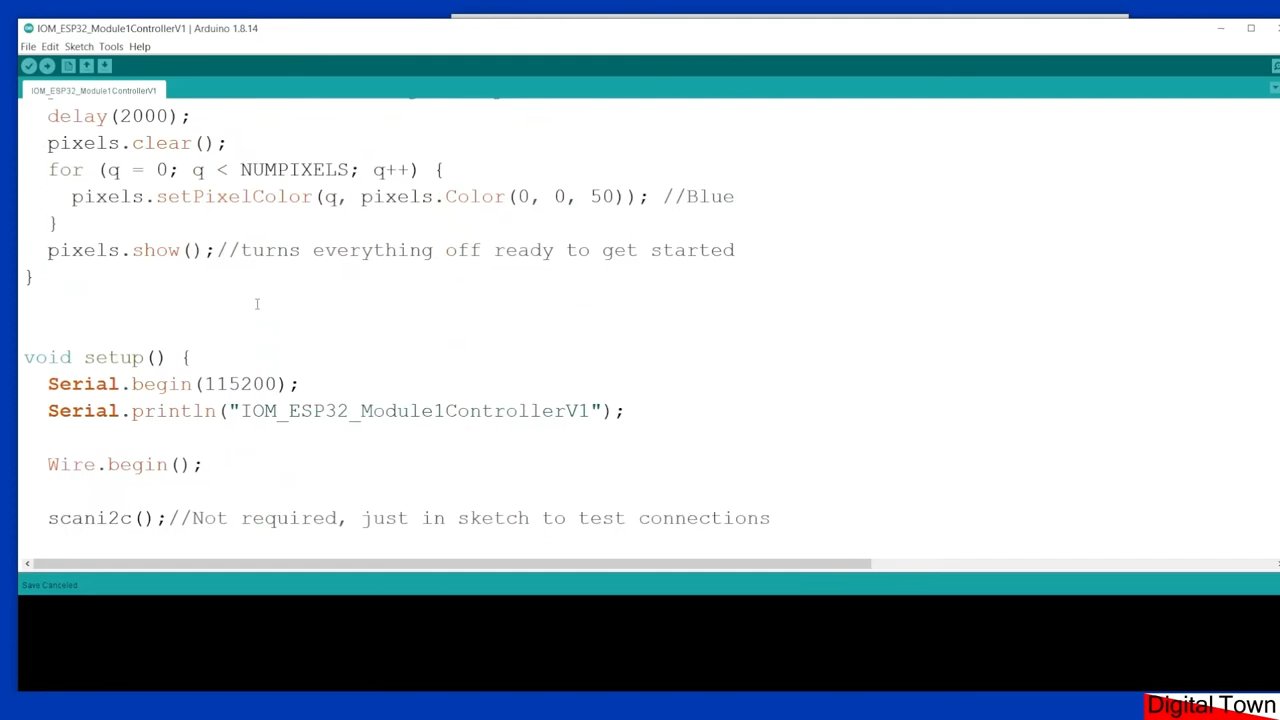 IOM_ESP32_Module1ControllerV1 | Arduino 1.8.14
File Edit Sketch Tools Help
IOM_ESP32_Module1ControllerV1
delay(2000);
pixels.clear();
for (q = 0; q < NUMPIXELS; q++) {
pixels.setPixelColor(q, pixels.Color(0, 0, 50)); //Blue
}
pixels.show();//turns everything off ready to get started
}
void setup() {
Serial.begin(115200);
Serial.println("IOM_ESP32_Module1ControllerV1");
Wire.begin();
scani2c();//Not required, just in sketch to test connections
Save Canceled.
Digital Town